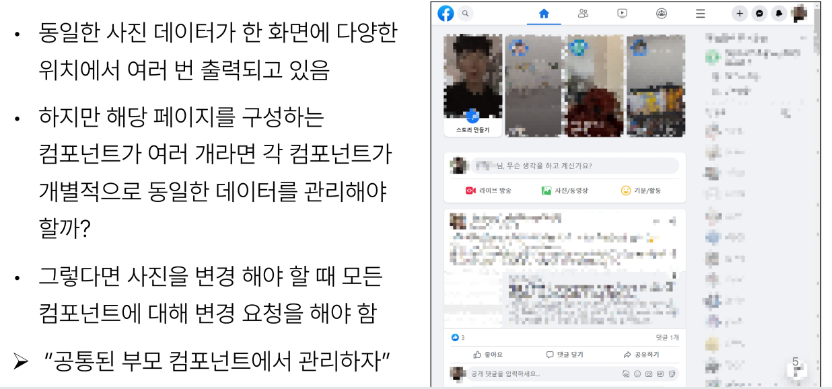 • 동일한 사진 데이터가 한 화면에 다양한
위치에서 여러 번 출력되고 있음
• 하지만 해당 페이지를 구성하는
컴포넌트가 여러 개라면 각 컴포넌트가
개별적으로 동일한 데이터를 관리해야
할까?
• 그렇다면 사진을 변경 해야 할 때 모든
컴포넌트에 대해 변경 요청을 해야 함
➢ “공통된 부모 컴포넌트에서 관리하자”
스토리 만들기
님, 무슨 생각을 하고 계신가요?
라이브 방송 사진/동영상 기분/활동
3 댓글 1개
좋아요 댓글 달기 공유하기
공개 댓글을 입력하세요...
5